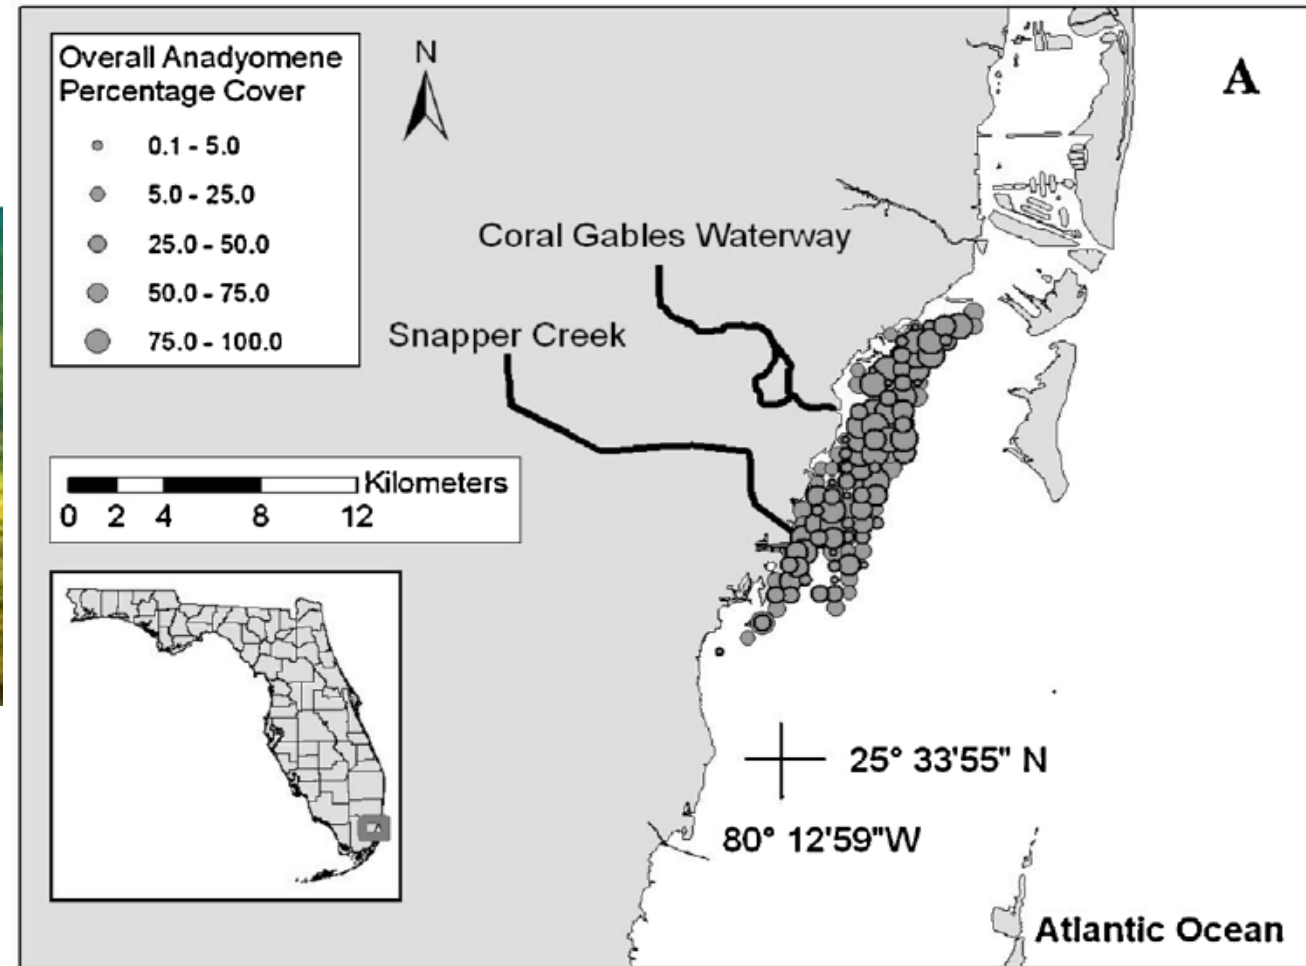 Overall Anadyomene
Percentage Cover
0.1 - 5.0
5.0 - 25.0
25.0 - 50.0
50.0 - 75.0
75.0 - 100.0
N
A
Coral Gables Waterway
Snapper Creek
Kilometers
0 2 4 8 12
25° 33'55" N
80° 12'59"W
Atlantic Ocean